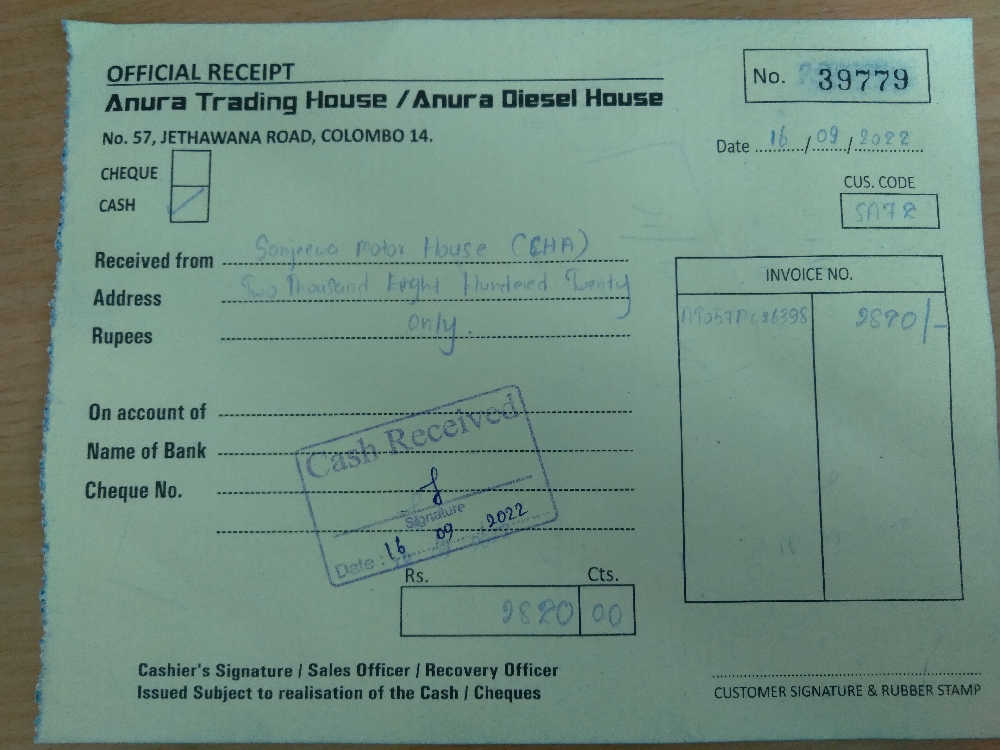 OFFICIAL RECEIPT
No. 39779
Anura Trading House / Anura Diesel House
No. 57, JETHAWANA ROAD, COLOMBO 14.
Date 16/09/2022
CHEQUE
CASH
CUS. CODE
SA72
Received from Sanjeewa Motor House (EHA)
Address Two Thousand Eight Hundered Twenty
Rupees Only.
INVOICE NO.
2820/-
On account of
Name of Bank
Cheque No.
Cash Received
Signature
Date : 16 09 2022
Rs. Cts.
2820 00
Cashier's Signature / Sales Officer / Recovery Officer
Issued Subject to realisation of the Cash / Cheques
CUSTOMER SIGNATURE & RUBBER STAMP